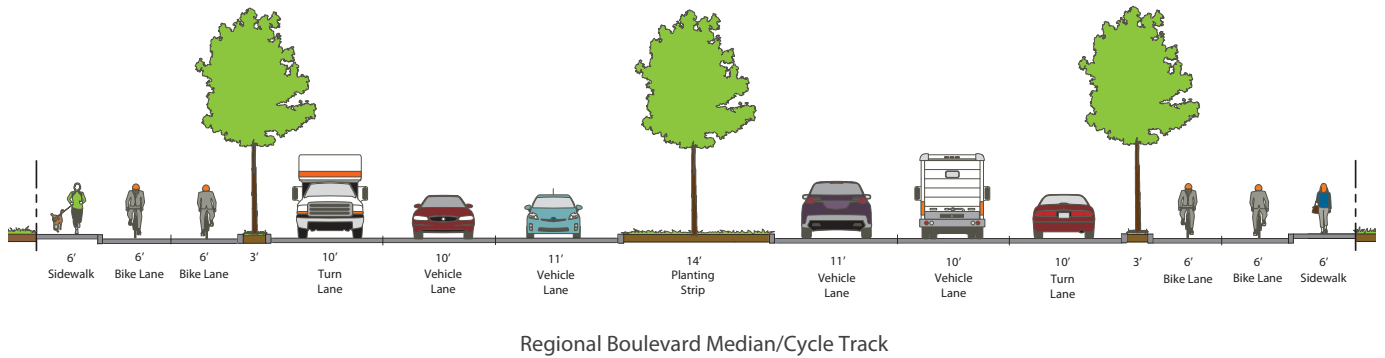 6’ 6’ 6’ 3’ 10’ 10’ 11’ 14’ 11’ 10’ 10’ 3’ 6’ 6’ 6’
Sidewalk Bike Lane Bike Lane Turn Vehicle Vehicle Planting Vehicle Vehicle Turn Bike Lane Bike Lane Sidewalk
Lane Lane Lane Strip Lane Lane Lane
Regional Boulevard Median/Cycle Track